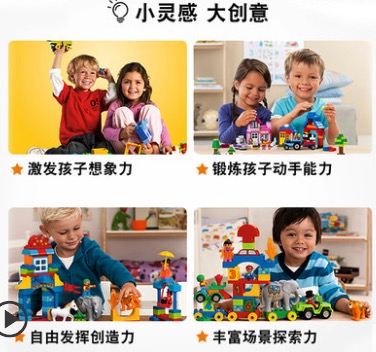 小灵感 大创意
激发孩子想象力
锻炼孩子动手能力
自由发挥创造力
丰富场景探索力